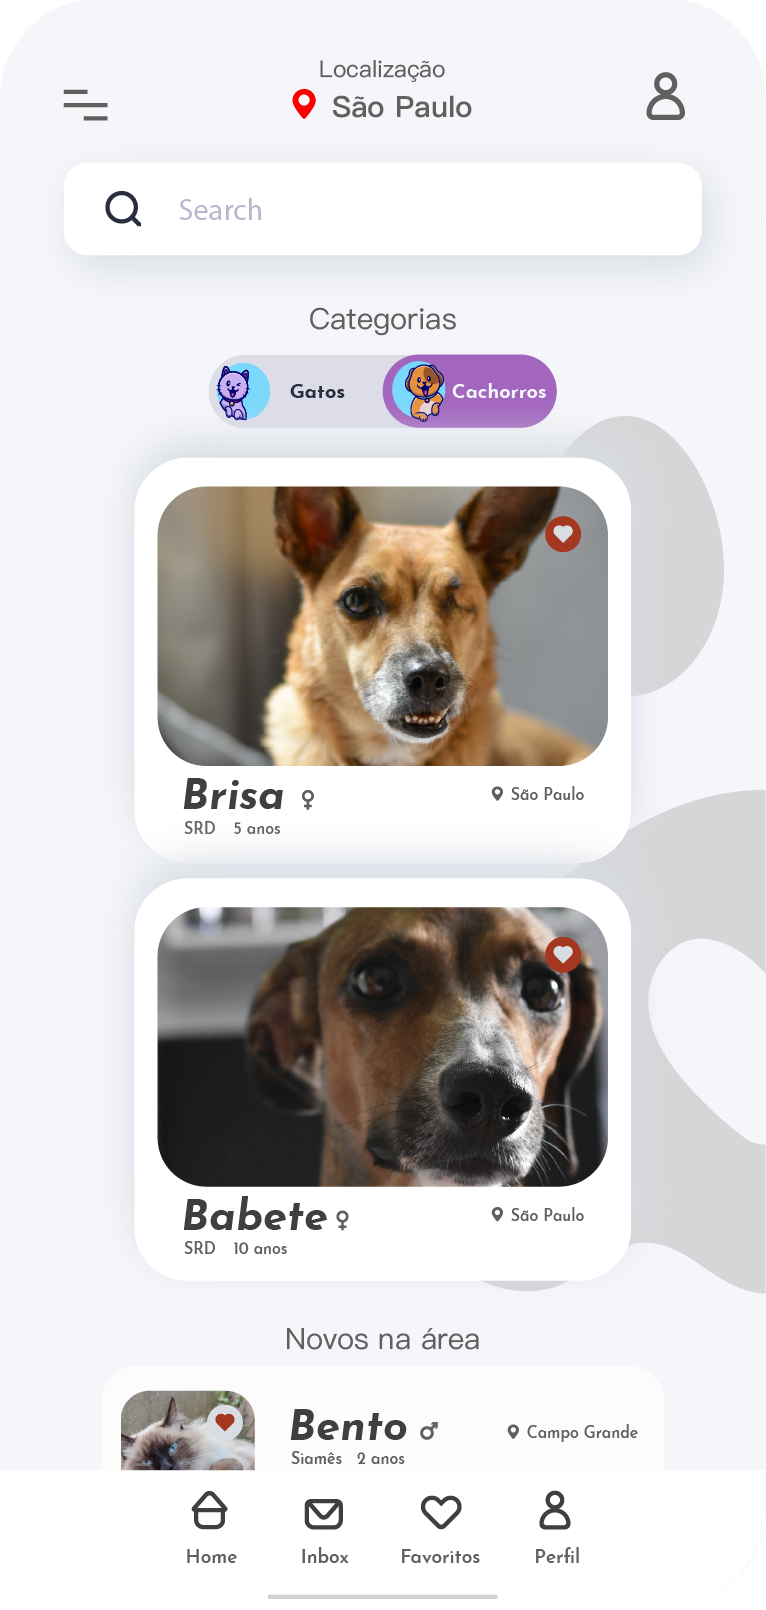 Localização
São Paulo
Search
Categorias
Gatos
Cachorros
Brisa
São Paulo
SRD 5 anos
Babete
São Paulo
SRD 10 anos
Novos na área
Bento
Campo Grande
Siamês 2 anos
Home Inbox Favoritos Perfil